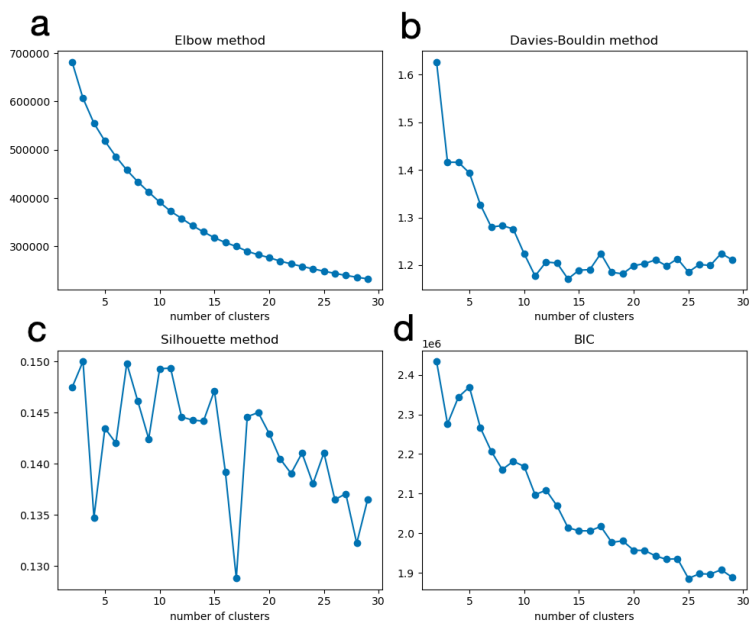 a
Elbow method
700000
600000
500000
400000
300000
5 10 15 20 25 30
number of clusters
b
Davies-Bouldin method
1.6
1.5
1.4
1.3
1.2
5 10 15 20 25 30
number of clusters
c
Silhouette method
0.150
0.145
0.140
0.135
0.130
5 10 15 20 25 30
number of clusters
d
BIC
1e6
2.4
2.3
2.2
2.1
2.0
1.9
5 10 15 20 25 30
number of clusters